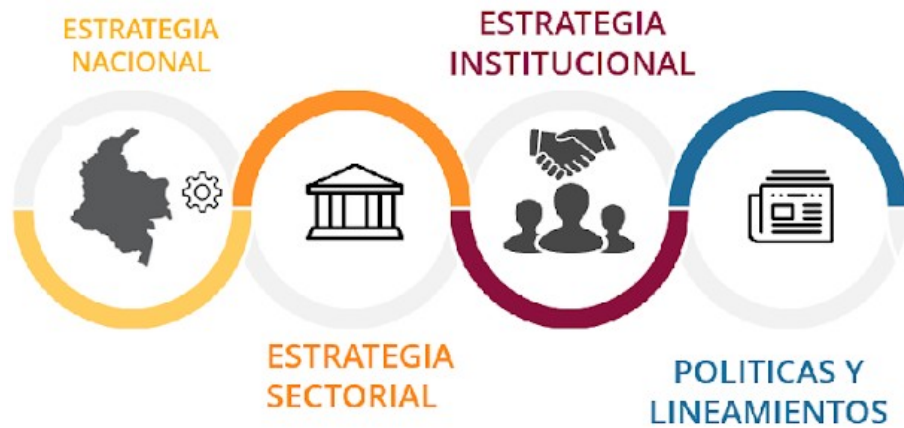 ESTRATEGIA
NACIONAL
ESTRATEGIA
SECTORIAL
ESTRATEGIA
INSTITUCIONAL
POLITICAS Y
LINEAMIENTOS